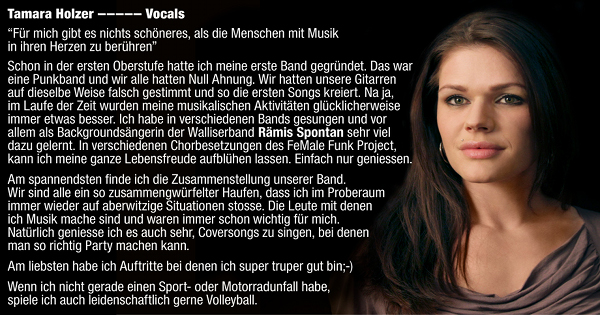 Tamara Holzer ––––– Vocals
“Für mich gibt es nichts schöneres, als die Menschen mit Musik
in ihren Herzen zu berühren”
Schon in der ersten Oberstufe hatte ich meine erste Band gegründet. Das war
eine Punkband und wir alle hatten Null Ahnung. Wir hatten unsere Gitarren
auf dieselbe Weise falsch gestimmt und so die ersten Songs kreiert. Na ja,
im Laufe der Zeit wurden meine musikalischen Aktivitäten glücklicherweise
immer etwas besser. Ich habe in verschiedenen Bands gesungen und vor
allem als Backgroundsängerin der Walliserband Rämis Spontan sehr viel
dazu gelernt. In verschiedenen Chorbesetzungen des FeMale Funk Project,
kann ich meine ganze Lebensfreude aufblühen lassen. Einfach nur geniessen.
Am spannendsten finde ich die Zusammenstellung unserer Band.
Wir sind alle ein so zusammengwürfelter Haufen, dass ich im Proberaum
immer wieder auf aberwitzige Situationen stosse. Die Leute mit denen
ich Musik mache sind und waren immer schon wichtig für mich.
Natürlich geniesse ich es auch sehr, Coversongs zu singen, bei denen
man so richtig Party machen kann.
Am liebsten habe ich Auftritte bei denen ich super truper gut bin;-)
Wenn ich nicht gerade einen Sport- oder Motorradunfall habe,
spiele ich auch leidenschaftlich gerne Volleyball.